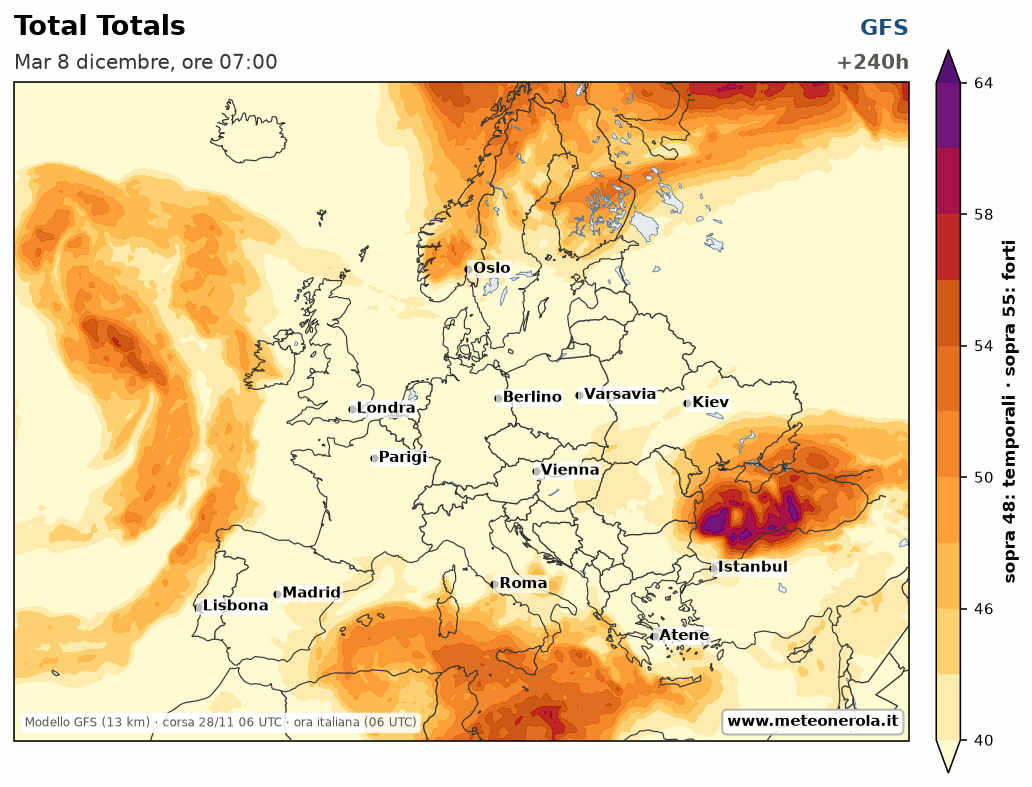 Total Totals
GFS
Mar 8 dicembre, ore 07:00
+240h
64
58
54
50
46
40
sopra 48: temporali · sopra 55: forti
Oslo
Londra
Berlino
Varsavia
Kiev
Parigi
Vienna
Istanbul
Roma
Madrid
Lisbona
Atene
Modello GFS (13 km) · corsa 28/11 06 UTC · ora italiana (06 UTC)
www.meteonerola.it